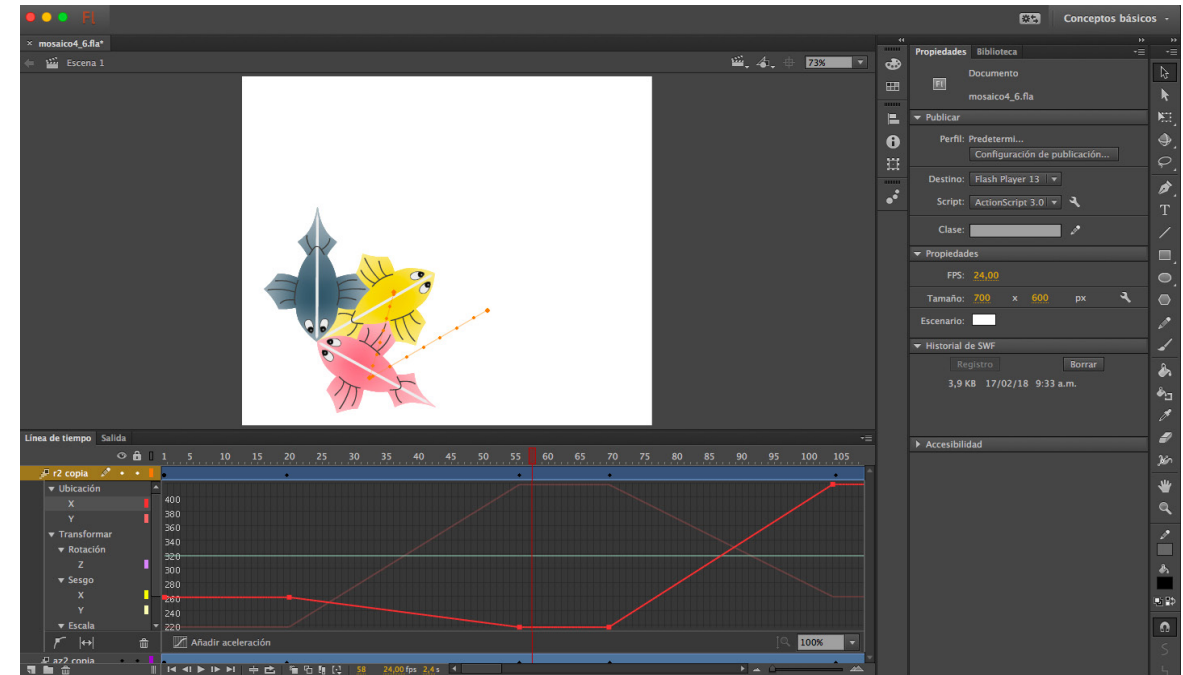 Fl
Conceptos básicos
× mosaico4_6.fla*
Escena 1
73%
Propiedades Biblioteca
Documento
Fl
mosaico4_6.fla
Publicar
Perfil: Predetermi...
Configuración de publicación...
Destino: Flash Player 13
Script: ActionScript 3.0
Clase:
Propiedades
FPS: 24,00
Tamaño: 700 x 600 px
Escenario:
Historial de SWF
Registro Borrar
3,9 KB 17/02/18 9:33 a.m.
Accesibilidad
T
Línea de tiempo Salida
1 5 10 15 20 25 30 35 40 45 50 55 60 65 70 75 80 85 90 95 100 105
r2 copia
Ubicación
X
Y
Transformar
Rotación
Z
Sesgo
X
Y
Escala
400
380
360
340
320
300
280
260
240
220
Añadir aceleración
100%
az2 copia
58 24,00 fps 2,4 s